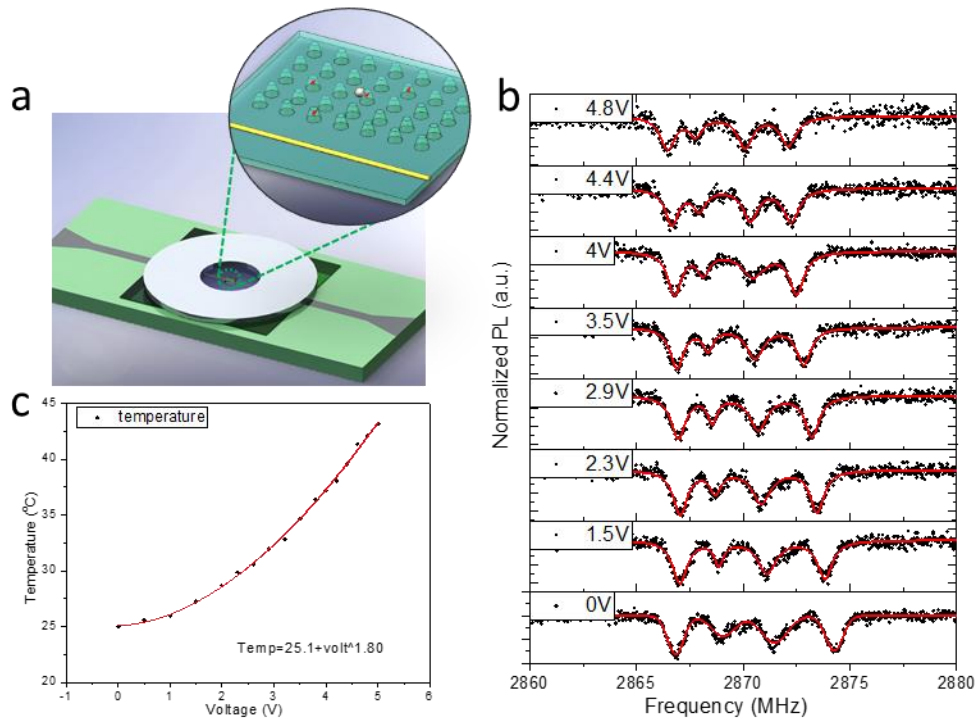 a
b
4.8V
4.4V
4V
3.5V
2.9V
2.3V
1.5V
0V
Normalized PL (a.u.)
2860 2865 2870 2875 2880
Frequency (MHz)
c
temperature
45
40
35
30
25
20
Temperature (°C)
Temp=25.1+volt^1.80
-1 0 1 2 3 4 5 6
Voltage (V)